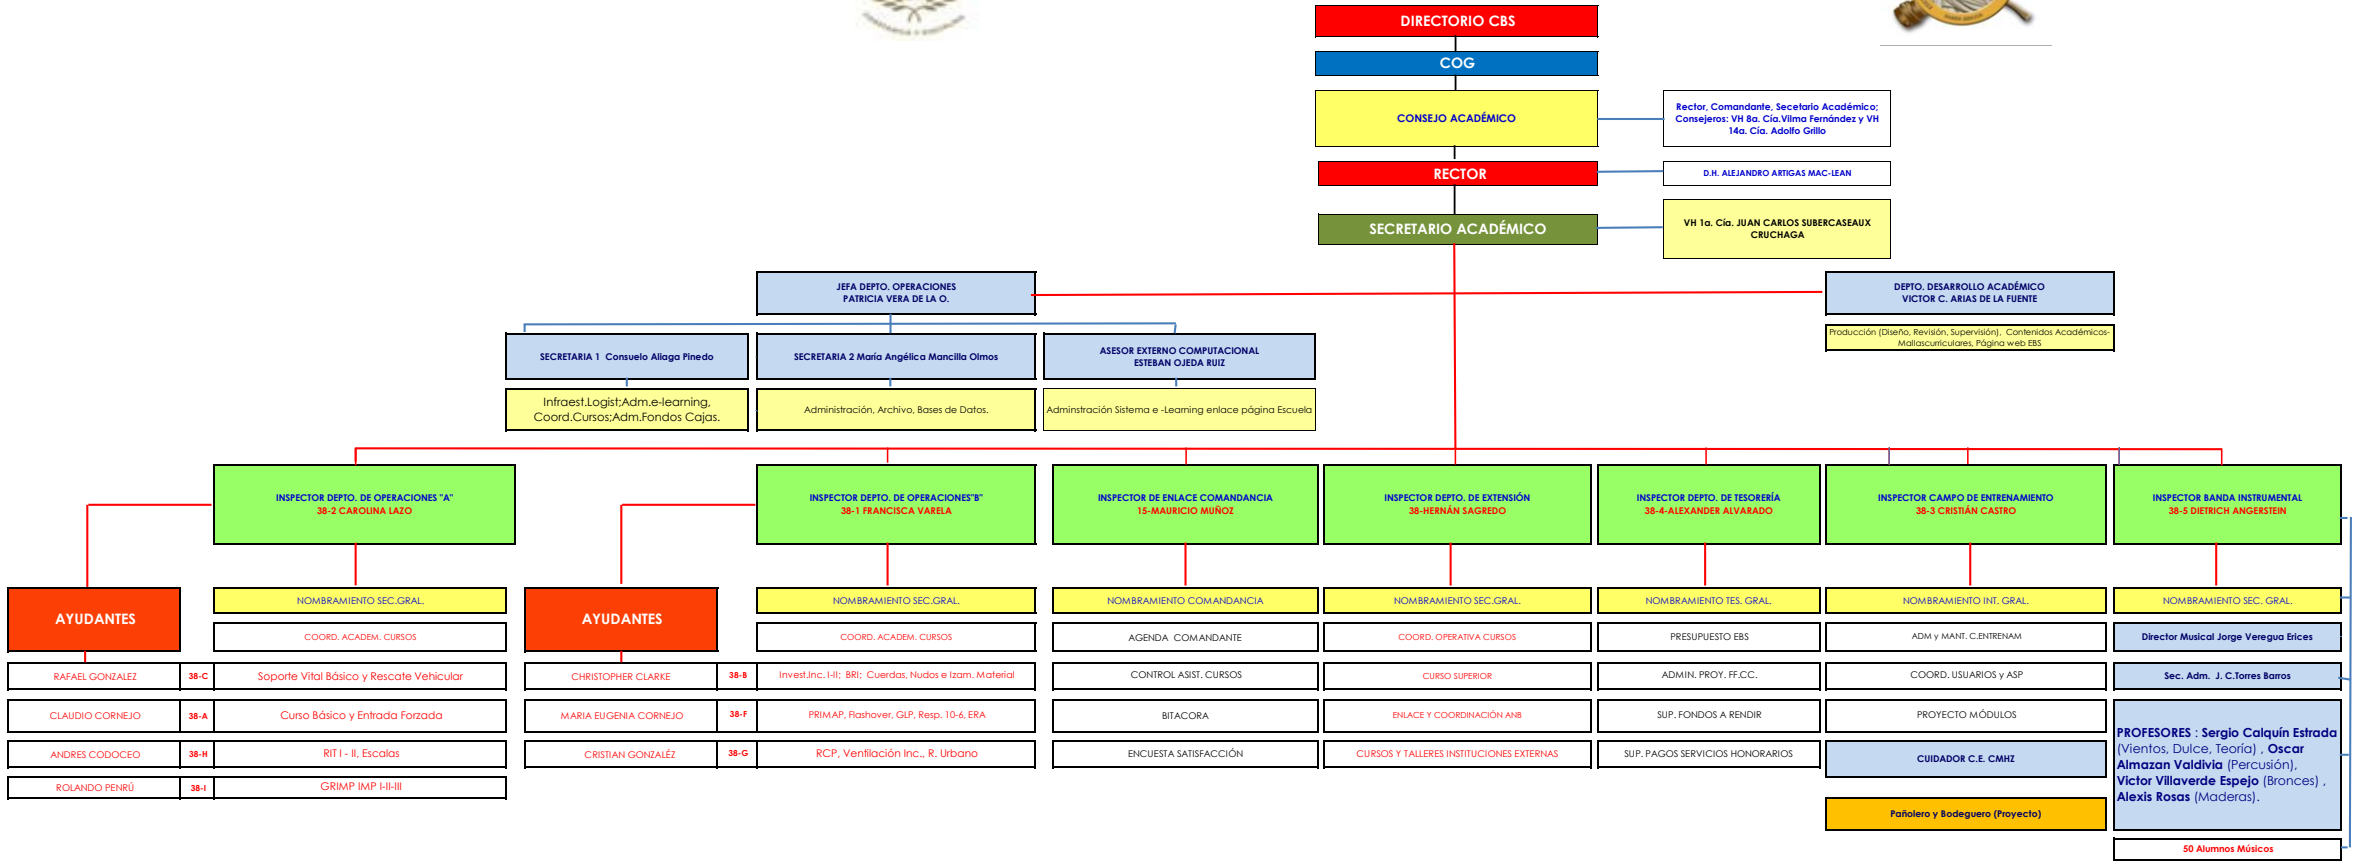 DIRECTORIO CBS
COG
CONSEJO ACADÉMICO
Rector, Comandante, Secetario Académico;
Consejeros: VH 8a. Cía.Vilma Fernández y VH
14a. Cía. Adolfo Grillo
RECTOR
D.H. ALEJANDRO ARTIGAS MAC-LEAN
SECRETARIO ACADÉMICO
VH 1a. Cía. JUAN CARLOS SUBERCASEAUX
CRUCHAGA
JEFA DEPTO. OPERACIONES
PATRICIA VERA DE LA O.
DEPTO. DESARROLLO ACADÉMICO
VICTOR C. ARIAS DE LA FUENTE
Producción (Diseño, Revisión, Supervisión), Contenidos Académicos-
Mallascurriculares, Página web EBS
SECRETARIA 1 Consuelo Aliaga Pinedo
SECRETARIA 2 María Angélica Mancilla Olmos
ASESOR EXTERNO COMPUTACIONAL
ESTEBAN OJEDA RUIZ
Infraest.Logist;Adm.e-learning,
Coord.Cursos;Adm.Fondos Cajas.
Administración, Archivo, Bases de Datos.
Adminstración Sistema e -Learning enlace página Escuela
INSPECTOR DEPTO. DE OPERACIONES "A"
38-2 CAROLINA LAZO
INSPECTOR DEPTO. DE OPERACIONES"B"
38-1 FRANCISCA VARELA
INSPECTOR DE ENLACE COMANDANCIA
15-MAURICIO MUÑOZ
INSPECTOR DEPTO. DE EXTENSIÓN
38-HERNÁN SAGREDO
INSPECTOR DEPTO. DE TESORERÍA
38-4-ALEXANDER ALVARADO
INSPECTOR CAMPO DE ENTRENAMIENTO
38-3 CRISTIÁN CASTRO
INSPECTOR BANDA INSTRUMENTAL
38-5 DIETRICH ANGERSTEIN
AYUDANTES
NOMBRAMIENTO SEC.GRAL.
COORD. ACADEM. CURSOS
RAFAEL GONZALEZ 38-C Soporte Vital Básico y Rescate Vehicular
CLAUDIO CORNEJO 38-A Curso Básico y Entrada Forzada
ANDRES CODOCEO 38-H RIT I - II, Escalas
ROLANDO PENRÚ 38-I GRIMP IMP I-II-III
AYUDANTES
NOMBRAMIENTO SEC.GRAL.
COORD. ACADEM. CURSOS
CHRISTOPHER CLARKE 38-B Invest.Inc. I-II; BRI; Cuerdas, Nudos e Izam. Material
MARIA EUGENIA CORNEJO 38-F PRIMAP, Flashover, GLP, Resp. 10-6, ERA
CRISTIAN GONZALÉZ 38-G RCP, Ventilación Inc., R. Urbano
NOMBRAMIENTO COMANDANCIA
AGENDA COMANDANTE
CONTROL ASIST. CURSOS
BITACORA
ENCUESTA SATISFACCIÓN
NOMBRAMIENTO SEC.GRAL.
COORD. OPERATIVA CURSOS
CURSO SUPERIOR
ENLACE Y COORDINACIÓN ANB
CURSOS Y TALLERES INSTITUCIONES EXTERNAS
NOMBRAMIENTO TES. GRAL.
PRESUPUESTO EBS
ADMIN. PROY. FF.CC.
SUP. FONDOS A RENDIR
SUP. PAGOS SERVICIOS HONORARIOS
NOMBRAMIENTO INT. GRAL.
ADM y MANT. C.ENTRENAM
COORD. USUARIOS y ASP
PROYECTO MÓDULOS
CUIDADOR C.E. CMHZ
Pañolero y Bodeguero (Proyecto)
NOMBRAMIENTO SEC. GRAL.
Director Musical Jorge Veregua Erices
Sec. Adm. J. C.Torres Barros
PROFESORES : Sergio Calquín Estrada
(Vientos, Dulce, Teoría) , Oscar
Almazan Valdivia (Percusión),
Victor Villaverde Espejo (Bronces) ,
Alexis Rosas (Maderas).
50 Alumnos Músicos